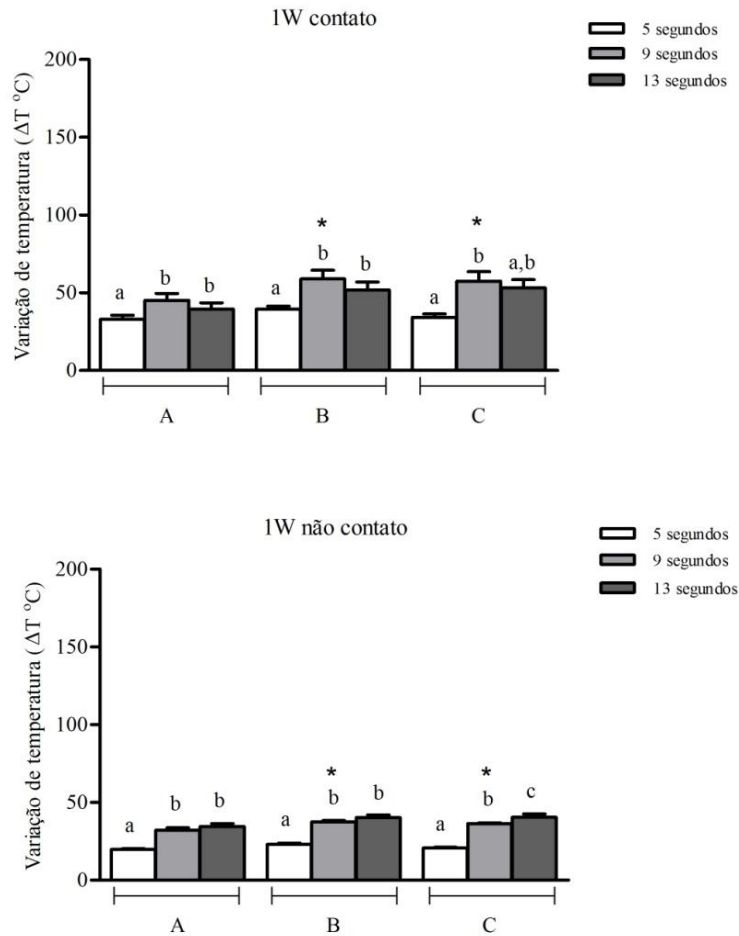 1W contato
5 segundos
9 segundos
13 segundos
Variação de temperatura (ΔT °C)
200
150
100
50
0
* *
a b b a b b a b a,b
A B C
1W não contato
5 segundos
9 segundos
13 segundos
Variação de temperatura (ΔT °C)
200
150
100
50
0
* *
a b b a b b a b c
A B C